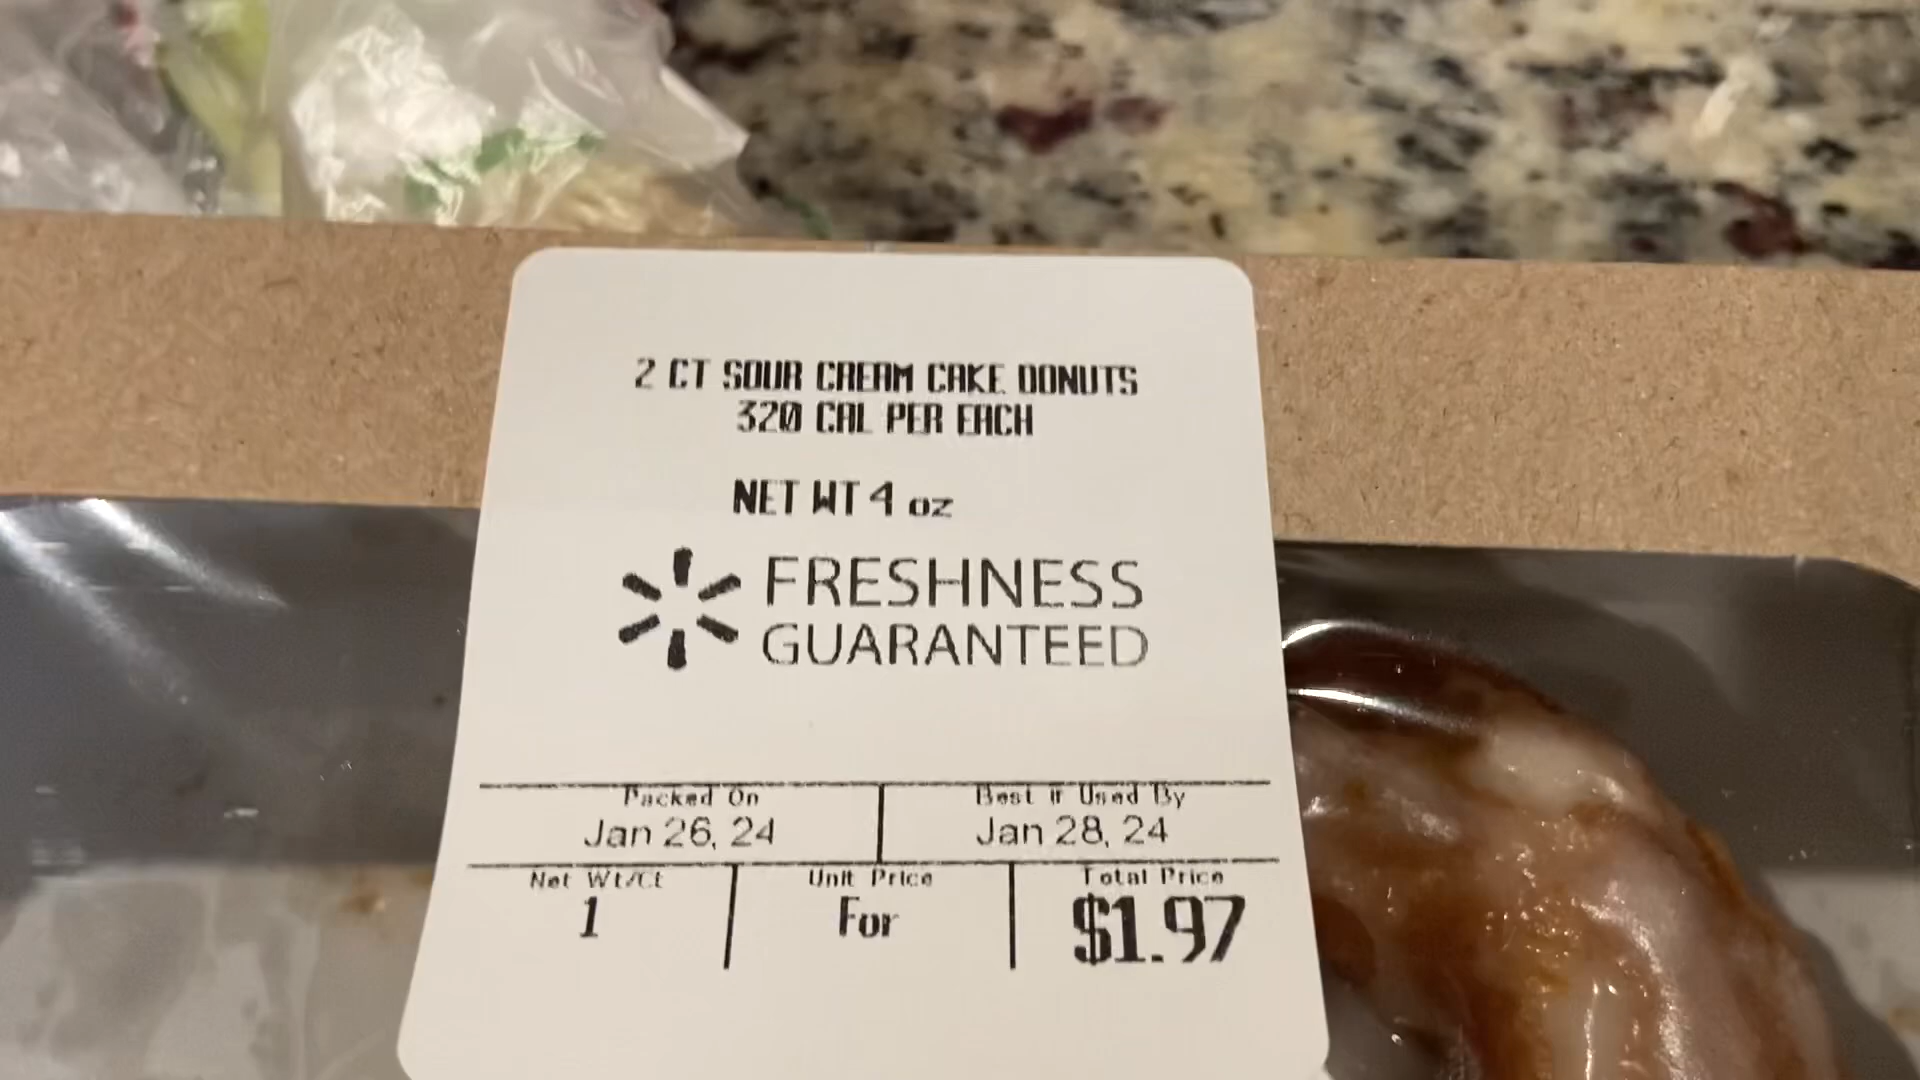 2 CT SOUR CREAM CAKE DONUTS
320 CAL PER EACH
NET WT 4 oz
FRESHNESS
GUARANTEED
Packed On
Best if Used By
Jan 26, 24
Jan 28, 24
Net Wt/Ct
Unit Price
Total Price
1
For
$1.97